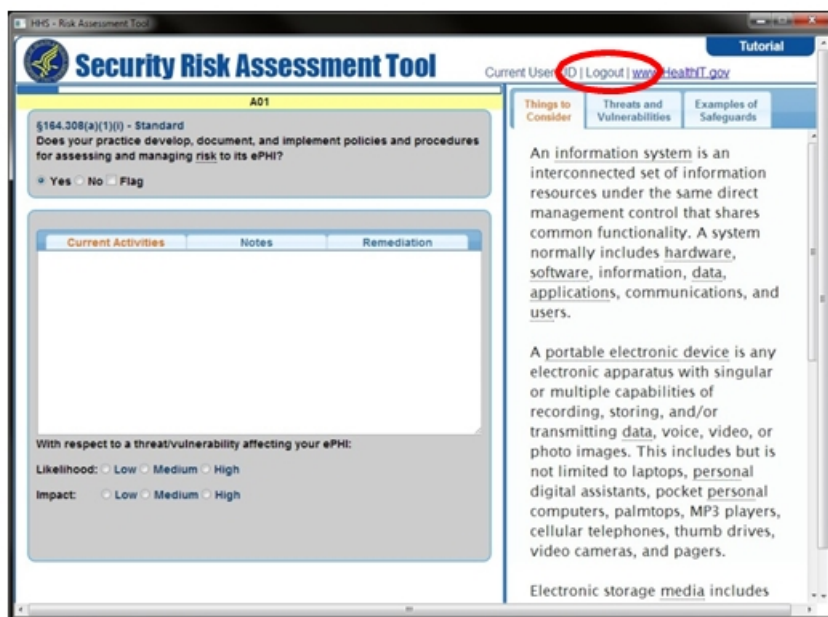 HHS - Risk Assessment Tool
Tutorial
Security Risk Assessment Tool
Current User: JD | Logout | www.HealthIT.gov
A01
§164.308(a)(1)(i) - Standard
Does your practice develop, document, and implement policies and procedures
for assessing and managing risk to its ePHI?
Yes No Flag
Current Activities Notes Remediation
With respect to a threat/vulnerability affecting your ePHI:
Likelihood: Low Medium High
Impact: Low Medium High
Things to
Consider
Threats and
Vulnerabilities
Examples of
Safeguards
An information system is an
interconnected set of information
resources under the same direct
management control that shares
common functionality. A system
normally includes hardware,
software, information, data,
applications, communications, and
users.
A portable electronic device is any
electronic apparatus with singular
or multiple capabilities of
recording, storing, and/or
transmitting data, voice, video, or
photo images. This includes but is
not limited to laptops, personal
digital assistants, pocket personal
computers, palmtops, MP3 players,
cellular telephones, thumb drives,
video cameras, and pagers.
Electronic storage media includes